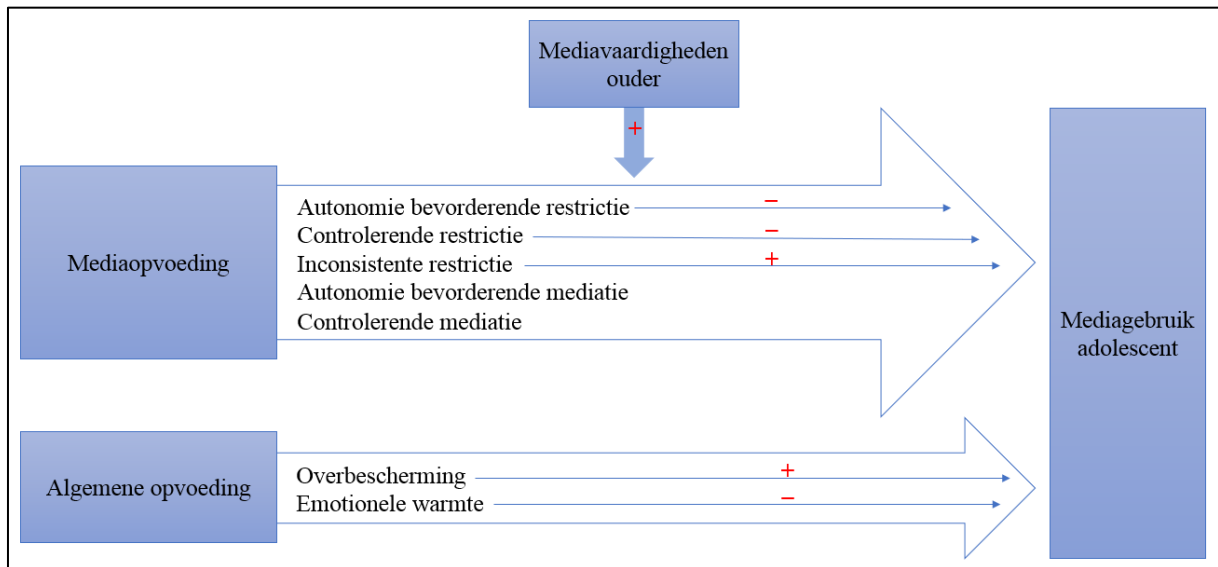 Mediavaardigheden
ouder
+
Mediaopvoeding
Autonomie bevorderende restrictie −
Controlerende restrictie −
Inconsistente restrictie +
Autonomie bevorderende mediatie
Controlerende mediatie
Mediagebruik
adolescent
Algemene opvoeding
Overbescherming +
Emotionele warmte −